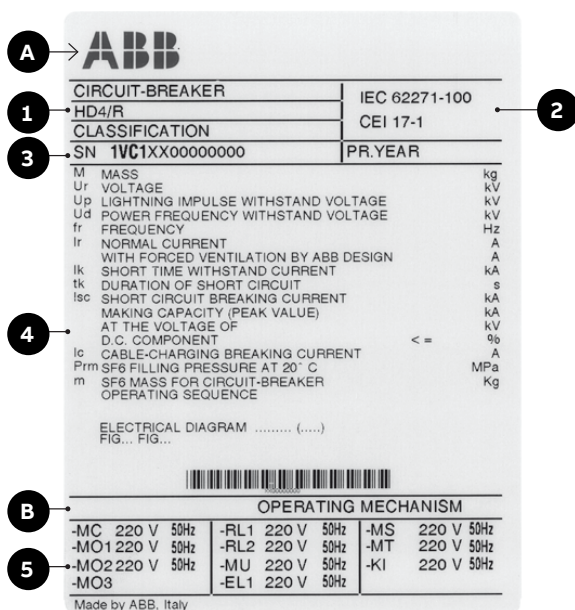 A
ABB
CIRCUIT-BREAKER
IEC 62271-100
1
HD4/R
2
CEI 17-1
CLASSIFICATION
3
SN 1VC1XX00000000
PR.YEAR
M MASS kg
Ur VOLTAGE kV
Up LIGHTNING IMPULSE WITHSTAND VOLTAGE kV
Ud POWER FREQUENCY WITHSTAND VOLTAGE kV
fr FREQUENCY Hz
Ir NORMAL CURRENT A
WITH FORCED VENTILATION BY ABB DESIGN A
Ik SHORT TIME WITHSTAND CURRENT kA
tk DURATION OF SHORT CIRCUIT s
Isc SHORT CIRCUIT BREAKING CURRENT kA
MAKING CAPACITY (PEAK VALUE) kA
4
AT THE VOLTAGE OF kV
D.C. COMPONENT <= %
Ic CABLE-CHARGING BREAKING CURRENT A
Prm SF6 FILLING PRESSURE AT 20° C MPa
m SF6 MASS FOR CIRCUIT-BREAKER Kg
OPERATING SEQUENCE
ELECTRICAL DIAGRAM ......... (.....)
FIG... FIG...
B
OPERATING MECHANISM
-MC 220 V 50Hz -RL1 220 V 50Hz -MS 220 V 50Hz
-MO1 220 V 50Hz -RL2 220 V 50Hz -MT 220 V 50Hz
5
-MO2 220 V 50Hz -MU 220 V 50Hz -KI 220 V 50Hz
-MO3 -EL1 220 V 50Hz
Made by ABB, Italy